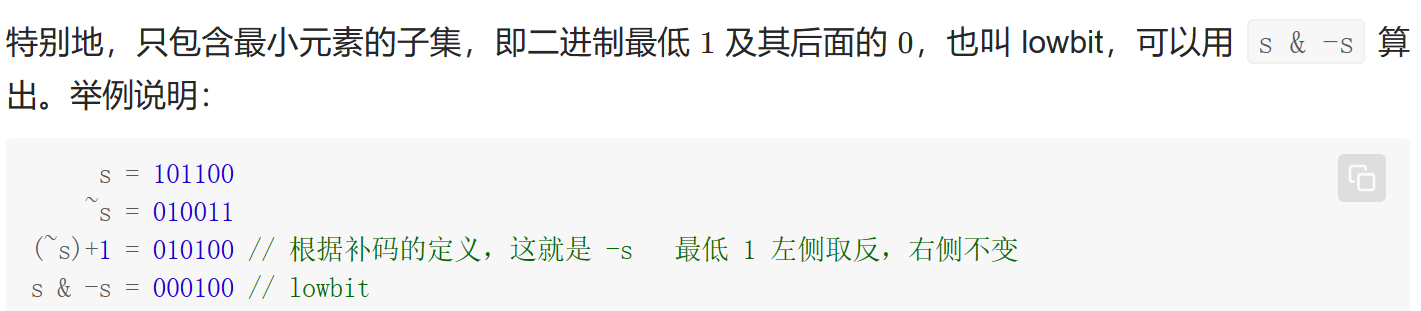 特别地，只包含最小元素的子集，即二进制最低 1 及其后面的 0，也叫 lowbit，可以用 s & -s 算
出。举例说明：
s = 101100
~s = 010011
(~s)+1 = 010100 // 根据补码的定义，这就是 -s   最低 1 左侧取反，右侧不变
s & -s = 000100 // lowbit